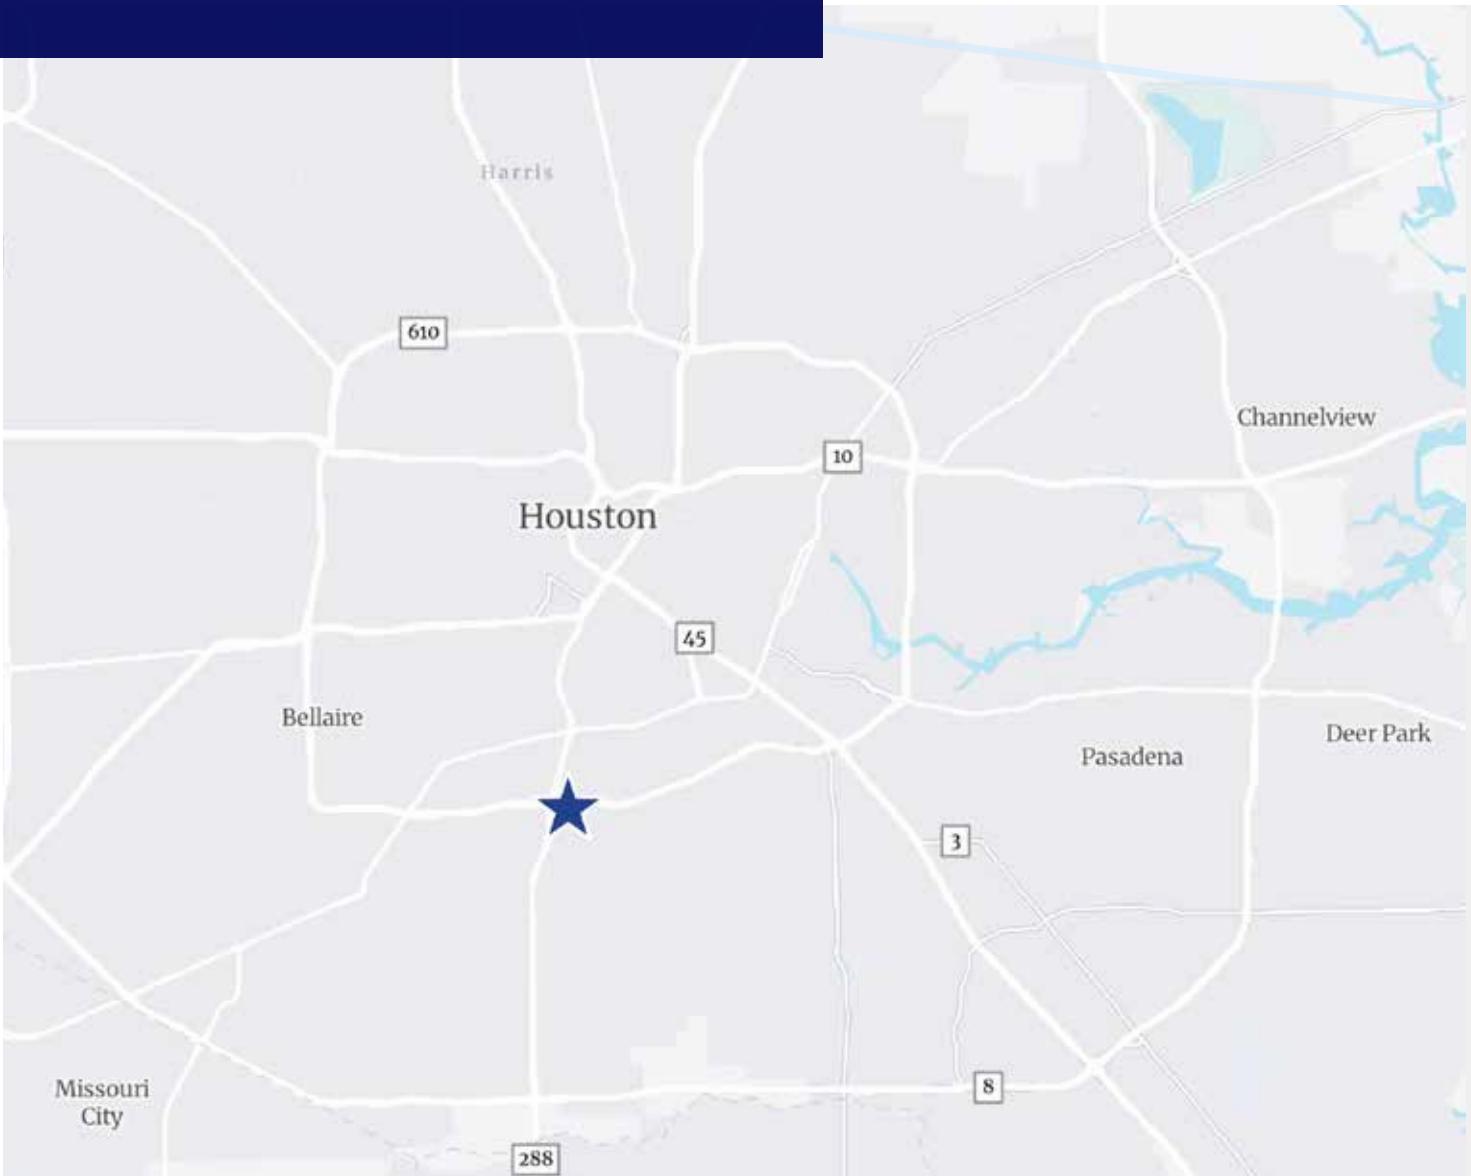 Harris
610
Channelview
10
Houston
45
Bellaire
Deer Park
Pasadena
3
Missouri
City
8
288